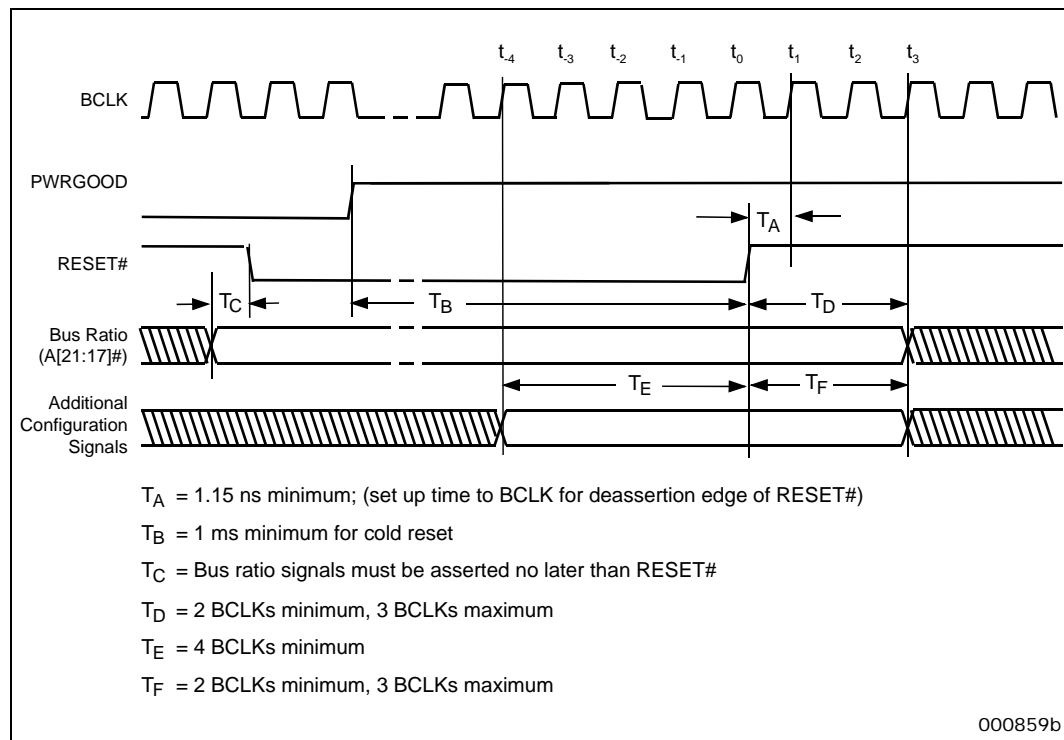 t-4 t-3 t-2 t-1 t0 t1 t2 t3
BCLK
PWRGOOD
TA
RESET#
TC TB TD
Bus Ratio
(A[21:17]#)
TE TF
Additional
Configuration
Signals
TA = 1.15 ns minimum; (set up time to BCLK for deassertion edge of RESET#)
TB = 1 ms minimum for cold reset
TC = Bus ratio signals must be asserted no later than RESET#
TD = 2 BCLKs minimum, 3 BCLKs maximum
TE = 4 BCLKs minimum
TF = 2 BCLKs minimum, 3 BCLKs maximum
000859b